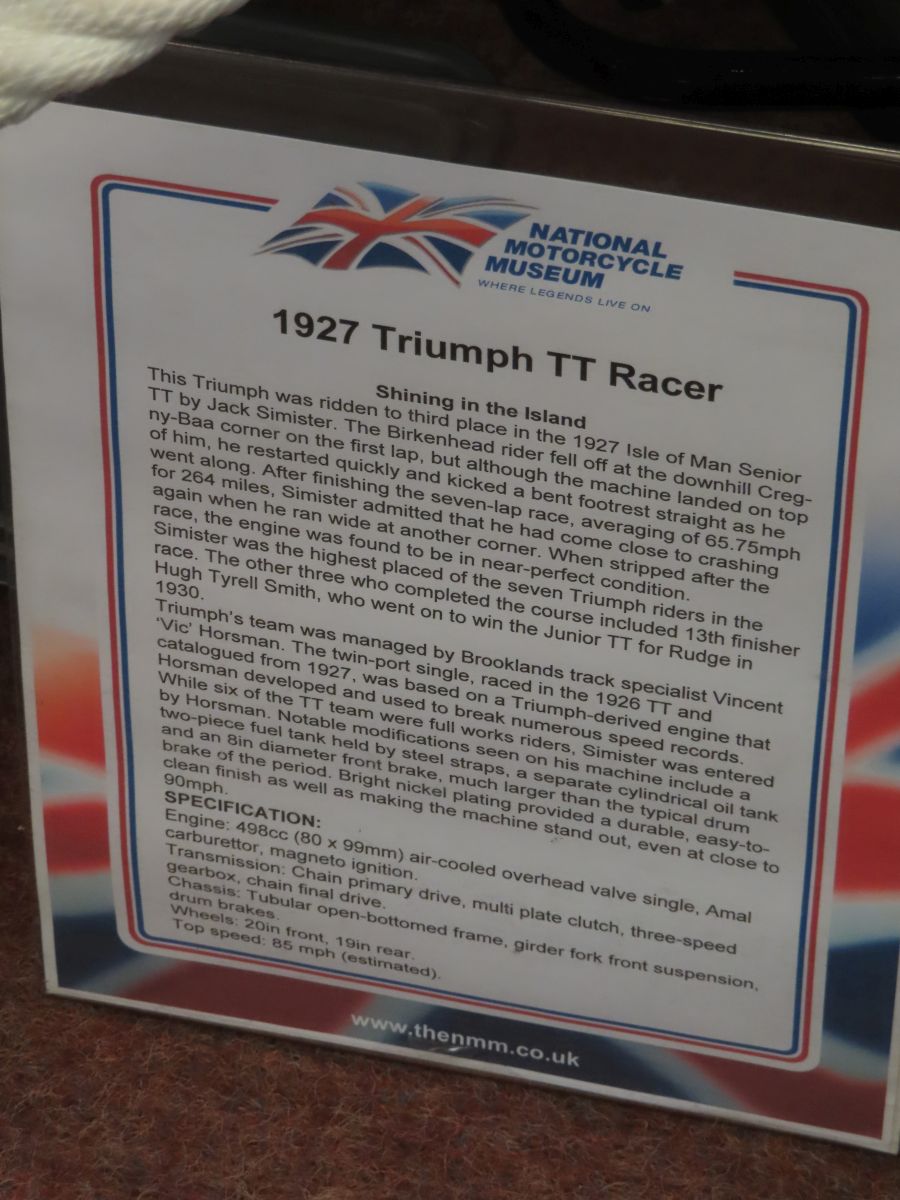 NATIONAL
MOTORCYCLE
MUSEUM
WHERE LEGENDS LIVE ON
1927 Triumph TT Racer
Shining in the Island
This Triumph was ridden to third place in the 1927 Isle of Man Senior
TT by Jack Simister. The Birkenhead rider fell off at the downhill Creg-
ny-Baa corner on the first lap, but although the machine landed on top
of him, he restarted quickly and kicked a bent footrest straight as he
went along. After finishing the seven-lap race, averaging of 65.75mph
for 264 miles, Simister admitted that he had come close to crashing
again when he ran wide at another corner. When stripped after the
race, the engine was found to be in near-perfect condition.
Simister was the highest placed of the seven Triumph riders in the
race. The other three who completed the course included 13th finisher
Hugh Tyrell Smith, who went on to win the Junior TT for Rudge in
1930.
Triumph's team was managed by Brooklands track specialist Vincent
'Vic' Horsman. The twin-port single, raced in the 1926 TT and
catalogued from 1927, was based on a Triumph-derived engine that
Horsman developed and used to break numerous speed records.
While six of the TT team were full works riders, Simister was entered
by Horsman. Notable modifications seen on his machine include a
two-piece fuel tank held by steel straps, a separate cylindrical oil tank
and an 8in diameter front brake, much larger than the typical drum
brake of the period. Bright nickel plating provided a durable, easy-to-
clean finish as well as making the machine stand out, even at close to
90mph.
SPECIFICATION:
Engine: 498cc (80 x 99mm) air-cooled overhead valve single, Amal
carburettor, magneto ignition.
Transmission: Chain primary drive, multi plate clutch, three-speed
gearbox, chain final drive.
Chassis: Tubular open-bottomed frame, girder fork front suspension,
drum brakes.
Wheels: 20in front, 19in rear.
Top speed: 85 mph (estimated).
www.thenmm.co.uk